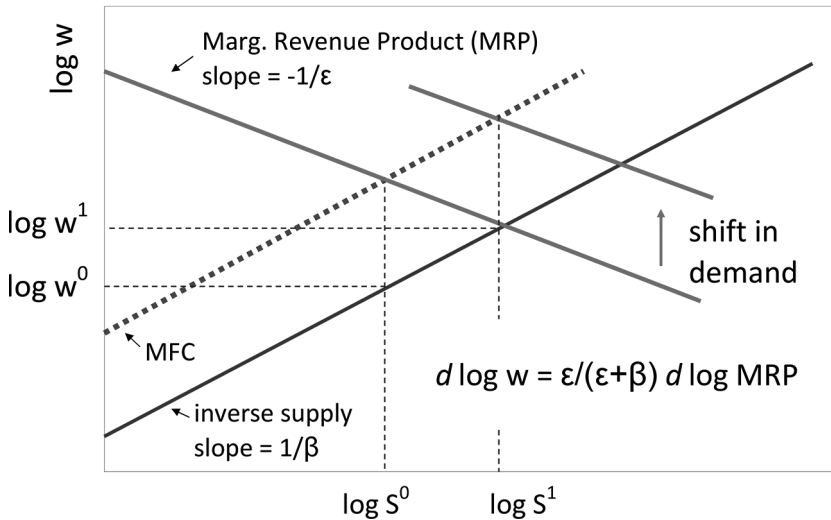 log w
Marg. Revenue Product (MRP)
slope = -1/ε
log w¹
log w⁰
shift in
demand
MFC
d log w = ε/(ε+β) d log MRP
inverse supply
slope = 1/β
log S⁰
log S¹